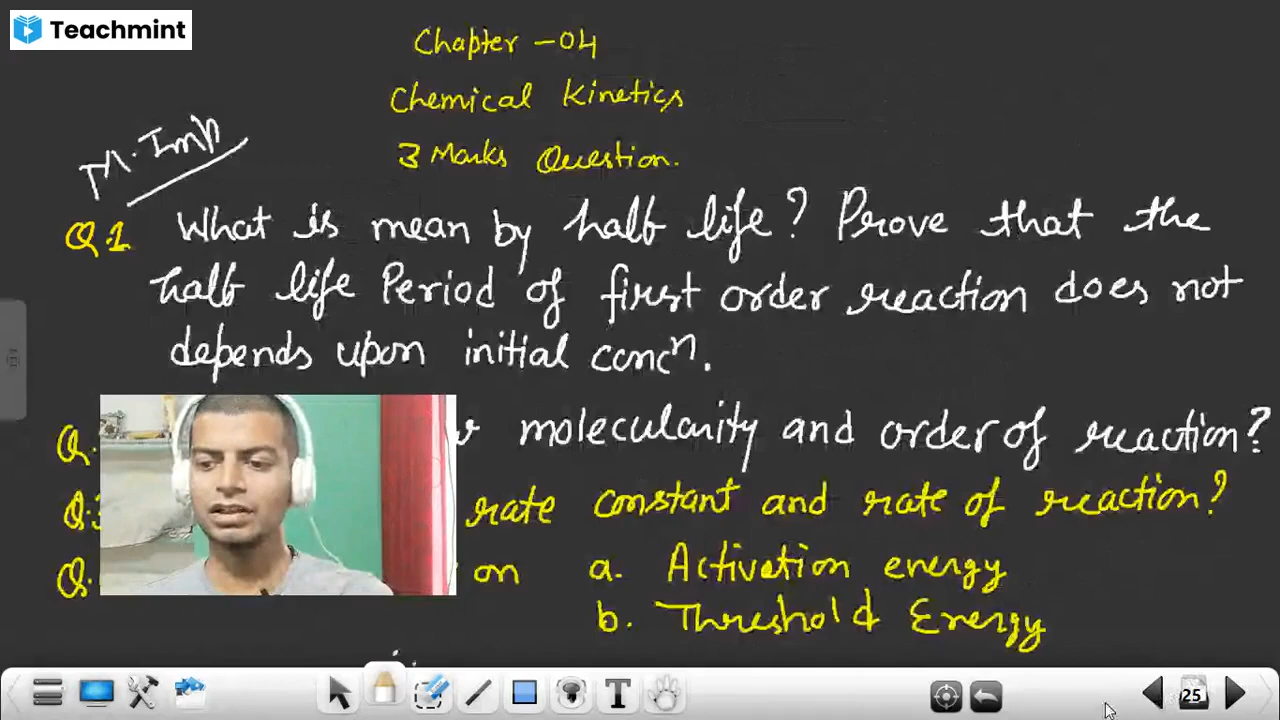 Teachmint
Chapter - 04
Chemical Kinetics
3 Marks Question.
M. Imp
Q.1 What is mean by half life? Prove that the
half life Period of first order reaction does not
depends upon initial concn.
Q. molecularity and order of reaction?
Q.3 rate constant and rate of reaction?
Q. on a. Activation energy
b. Threshold Energy
25